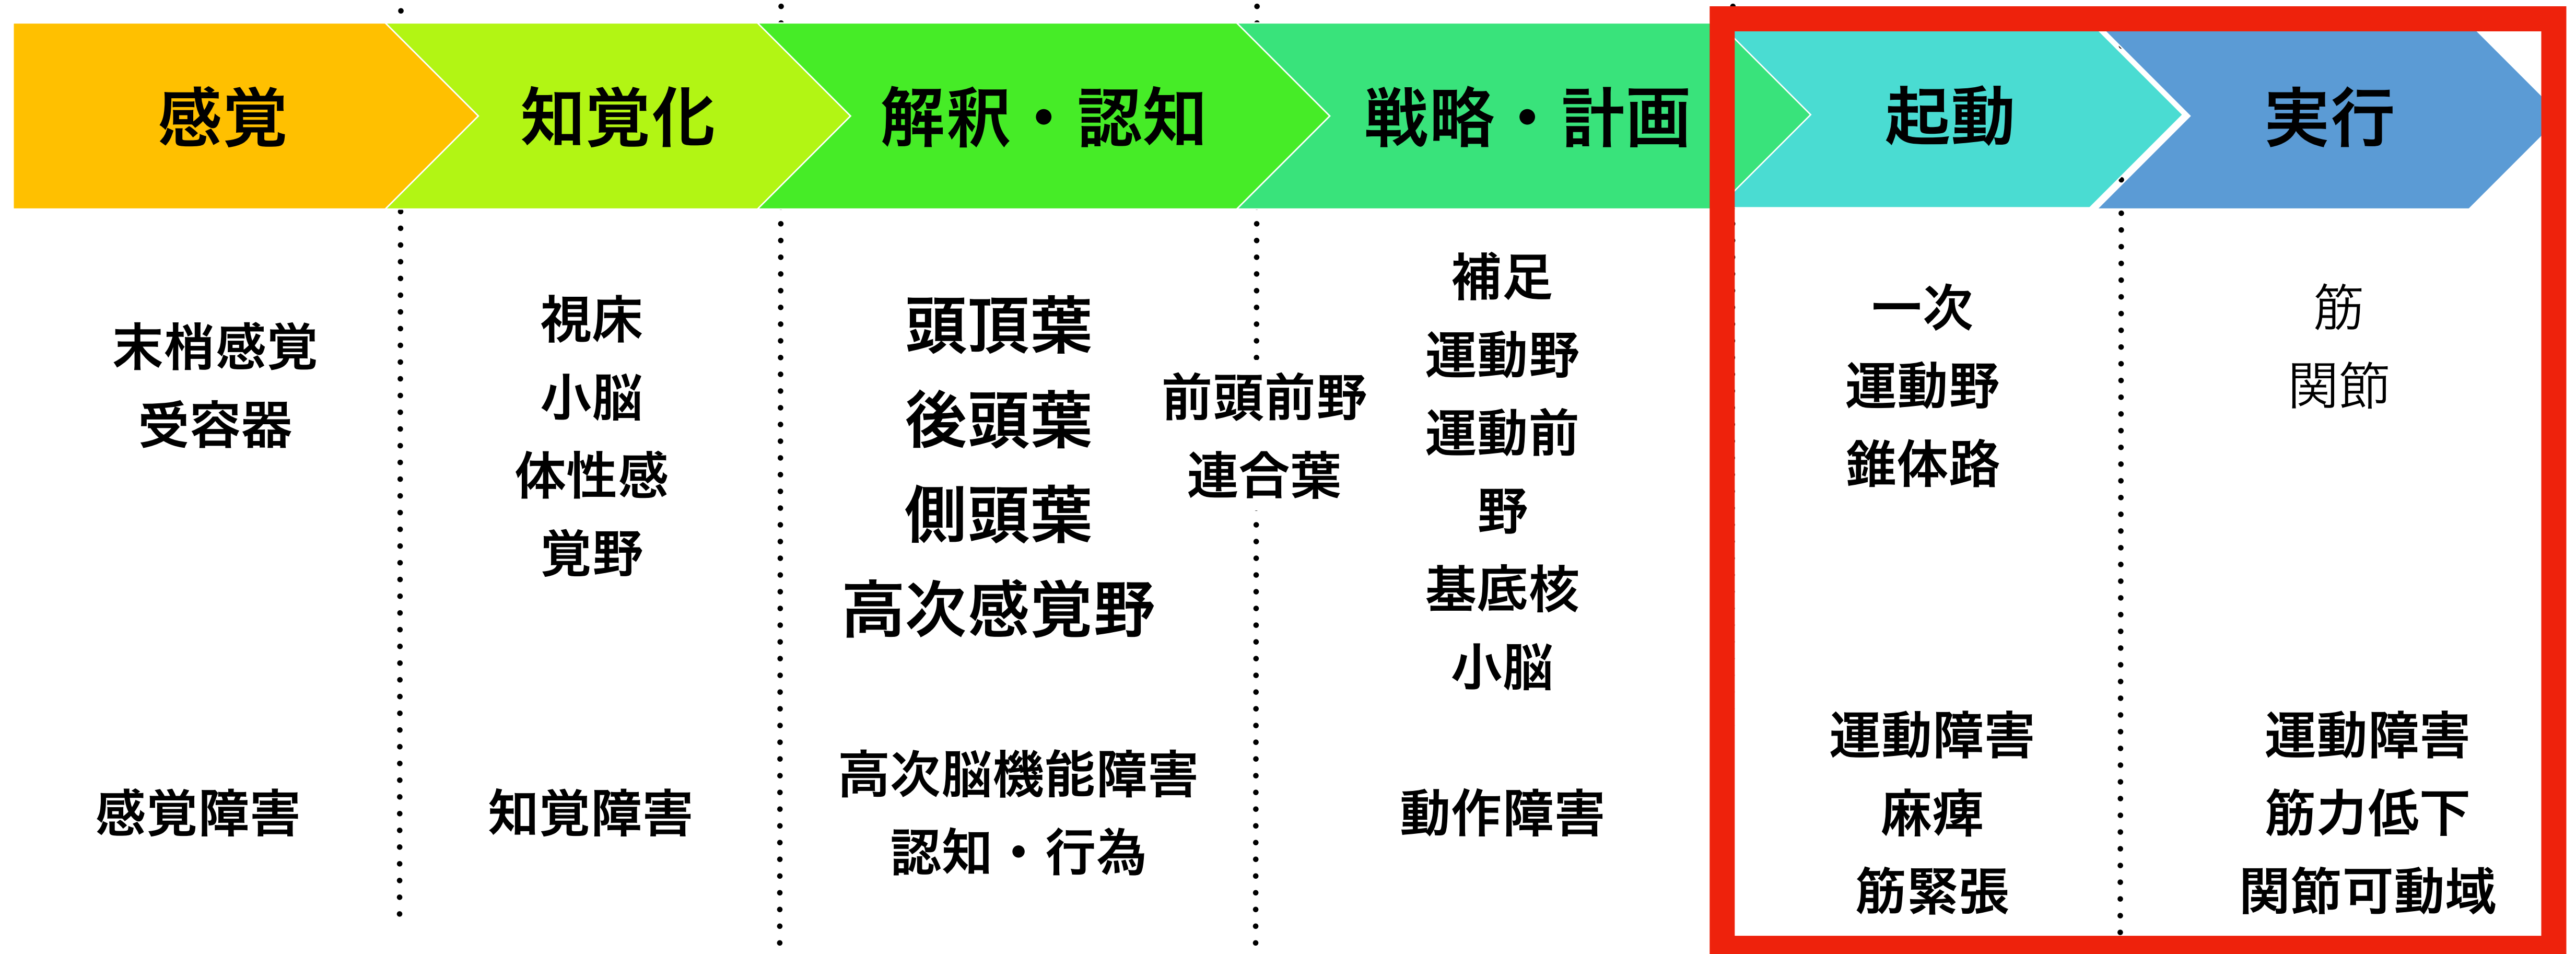 感覚
知覚化
解釈・認知
戦略・計画
起動
実行
末梢感覚
受容器
視床
小脳
体性感
覚野
頭頂葉
後頭葉
側頭葉
高次感覚野
前頭前野
連合葉
補足
運動野
運動前
野
基底核
小脳
一次
運動野
錐体路
筋
関節
感覚障害
知覚障害
高次脳機能障害
認知・行為
動作障害
運動障害
麻痺
筋緊張
運動障害
筋力低下
関節可動域